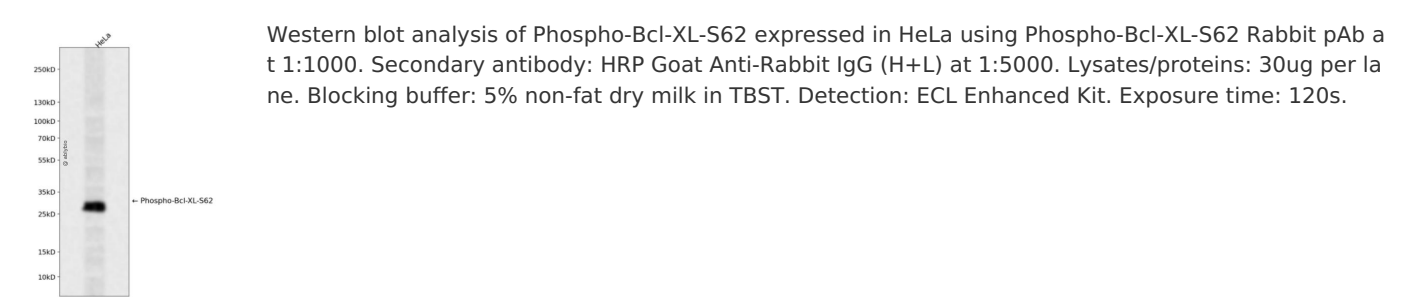 HeLa
Western blot analysis of Phospho-Bcl-XL-S62 expressed in HeLa using Phospho-Bcl-XL-S62 Rabbit pAb a
t 1:1000. Secondary antibody: HRP Goat Anti-Rabbit IgG (H+L) at 1:5000. Lysates/proteins: 30ug per la
ne. Blocking buffer: 5% non-fat dry milk in TBST. Detection: ECL Enhanced Kit. Exposure time: 120s.
250kD
130kD
100kD
70kD
55kD
35kD
← Phospho-Bcl-XL-S62
25kD
15kD
10kD